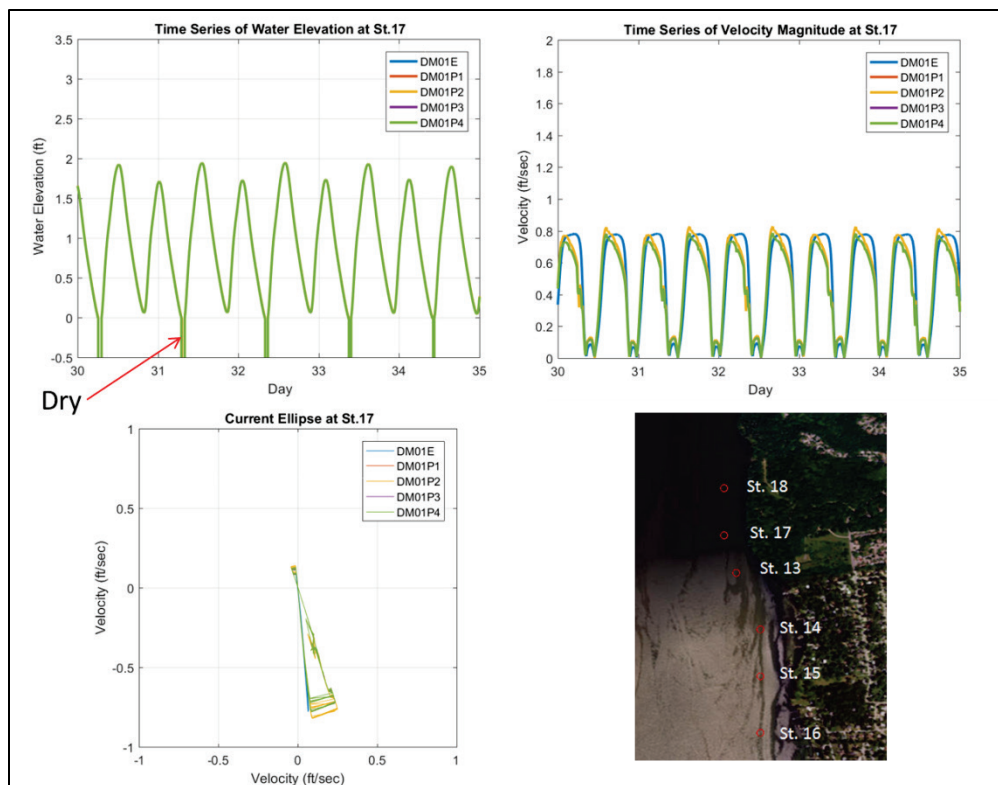 Time Series of Water Elevation at St.17
3.5
3
2.5
2
1.5
1
0.5
0
-0.5
Water Elevation (ft)
DM01E
DM01P1
DM01P2
DM01P3
DM01P4
30 31 32 33 34 35
Day
Dry
Time Series of Velocity Magnitude at St.17
2
1.8
1.6
1.4
1.2
1
0.8
0.6
0.4
0.2
0
Velocity (ft/sec)
DM01E
DM01P1
DM01P2
DM01P3
DM01P4
30 31 32 33 34 35
Day
Current Ellipse at St.17
1
0.5
0
-0.5
-1
Velocity (ft/sec)
DM01E
DM01P1
DM01P2
DM01P3
DM01P4
-1 -0.5 0 0.5 1
Velocity (ft/sec)
St. 18
St. 17
St. 13
St. 14
St. 15
St. 16